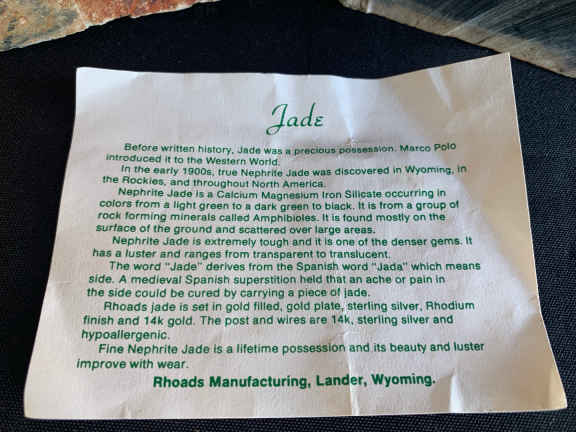 Jade
Before written history, Jade was a precious possession. Marco Polo
introduced it to the Western World.
In the early 1900s, true Nephrite Jade was discovered in Wyoming, in
the Rockies, and throughout North America.
Nephrite Jade is a Calcium Magnesium Iron Silicate occurring in
colors from a light green to a dark green to black. It is from a group of
rock forming minerals called Amphibioles. It is found mostly on the
surface of the ground and scattered over large areas.
Nephrite Jade is extremely tough and it is one of the denser gems. It
has a luster and ranges from transparent to translucent.
The word "Jade" derives from the Spanish word "Jada" which means
side. A medieval Spanish superstition held that an ache or pain in
the side could be cured by carrying a piece of jade.
Rhoads jade is set in gold filled, gold plate, sterling silver, Rhodium
finish and 14k gold. The post and wires are 14k, sterling silver and
hypoallergenic.
Fine Nephrite Jade is a lifetime possession and its beauty and luster
improve with wear.
Rhoads Manufacturing, Lander, Wyoming.